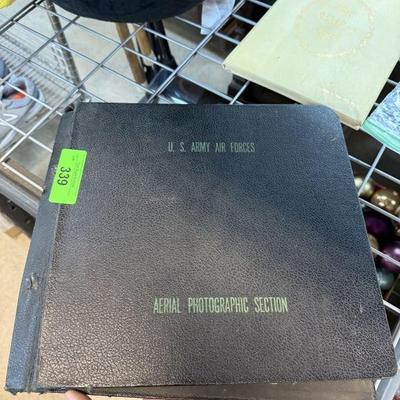 U. S. ARMY AIR FORCES
339
AERIAL PHOTOGRAPHIC SECTION